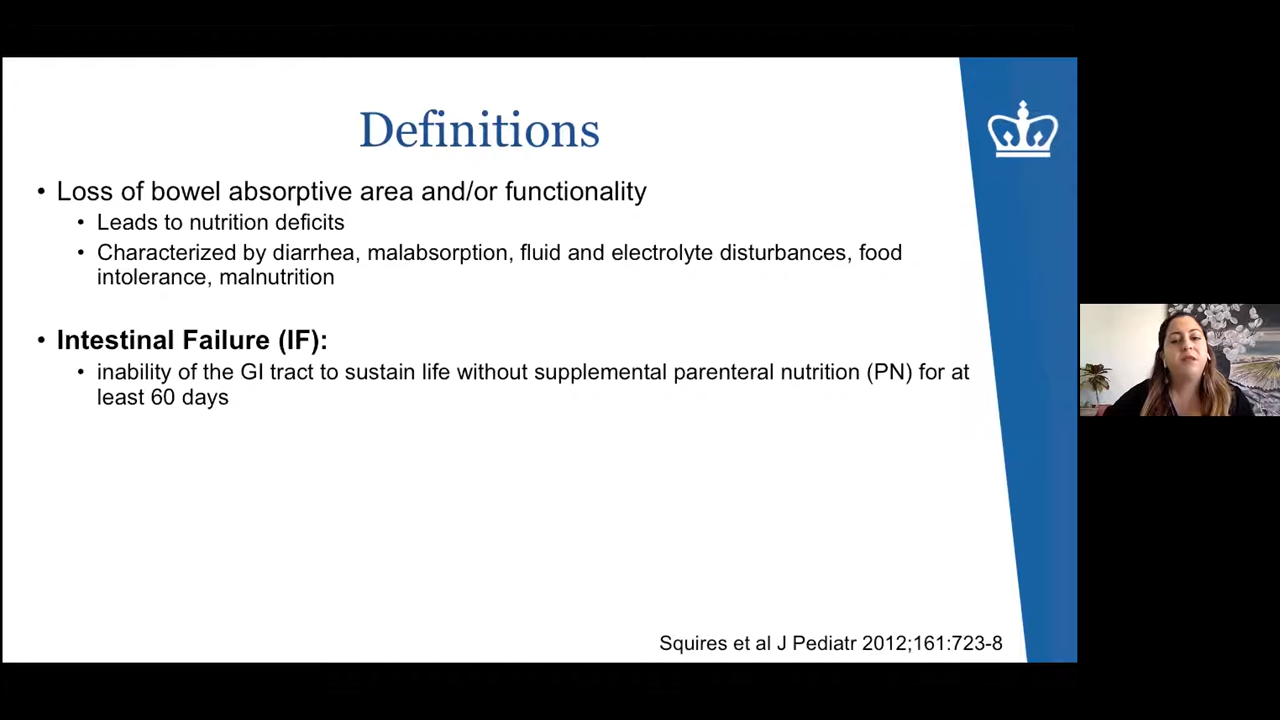 Definitions
• Loss of bowel absorptive area and/or functionality
• Leads to nutrition deficits
• Characterized by diarrhea, malabsorption, fluid and electrolyte disturbances, food
intolerance, malnutrition
• Intestinal Failure (IF):
• inability of the GI tract to sustain life without supplemental parenteral nutrition (PN) for at
least 60 days
Squires et al J Pediatr 2012;161:723-8